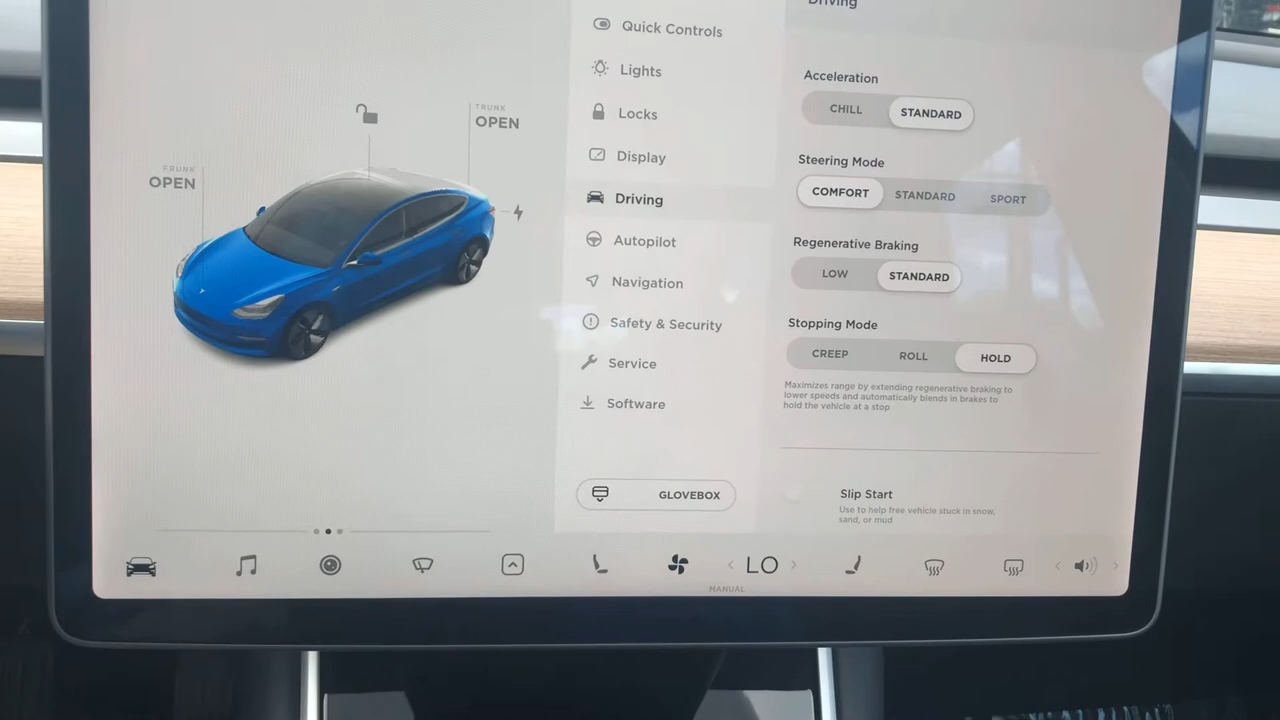 Driving
Quick Controls
Lights
Locks
Display
Driving
Autopilot
Navigation
Safety & Security
Service
Software
GLOVEBOX
TRUNK
OPEN
FRUNK
OPEN
Acceleration
CHILL STANDARD
Steering Mode
COMFORT STANDARD SPORT
Regenerative Braking
LOW STANDARD
Stopping Mode
CREEP ROLL HOLD
Maximizes range by extending regenerative braking to
lower speeds and automatically blends in brakes to
hold the vehicle at a stop
Slip Start
Use to help free vehicle stuck in snow,
sand, or mud
LO
MANUAL